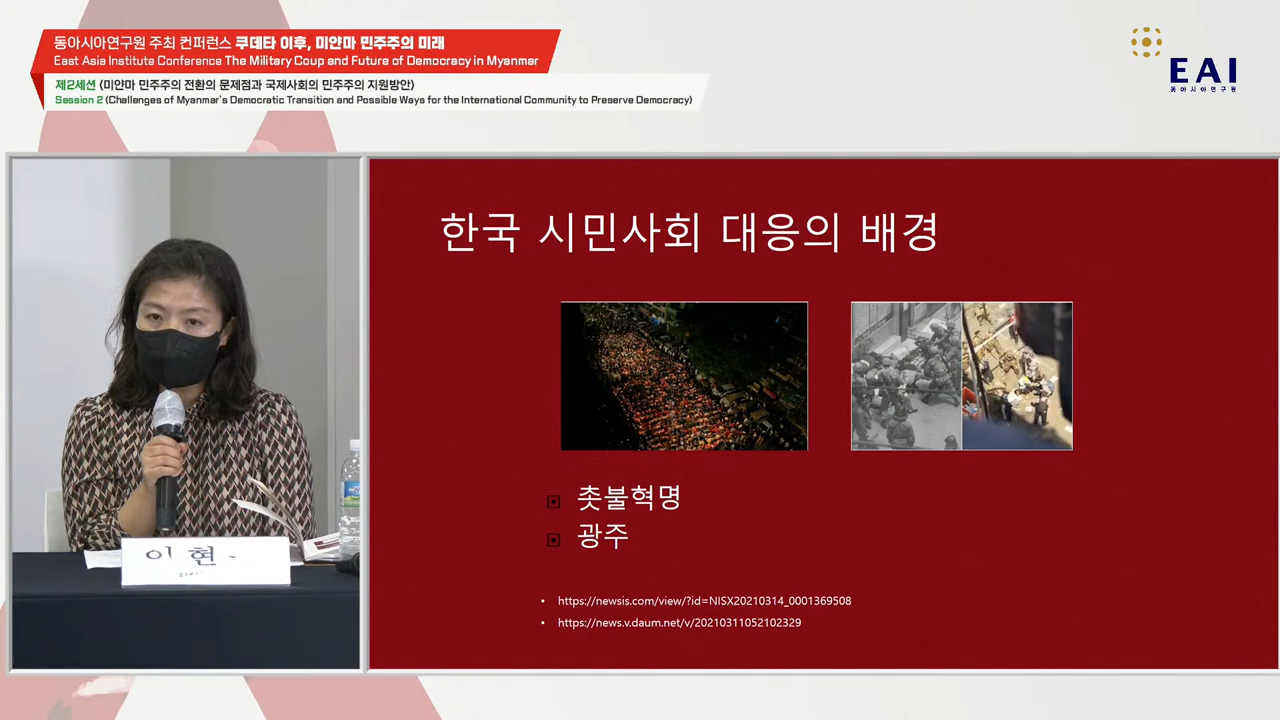 동아시아연구원 주최 컨퍼런스 쿠데타 이후, 미얀마 민주주의 미래
East Asia Institute Conference The Military Coup and Future of Democracy in Myanmar
제2세션 〈미얀마 민주주의 전환의 문제점과 국제사회의 민주주의 지원방안〉
Session 2 〈Challenges of Myanmar's Democratic Transition and Possible Ways for the International Community to Preserve Democracy〉
EAI
동아시아연구원
한국 시민사회 대응의 배경
촛불혁명
광주
• https://newsis.com/view/?id=NISX20210314_0001369508
• https://news.v.daum.net/v/20210311052102329
현